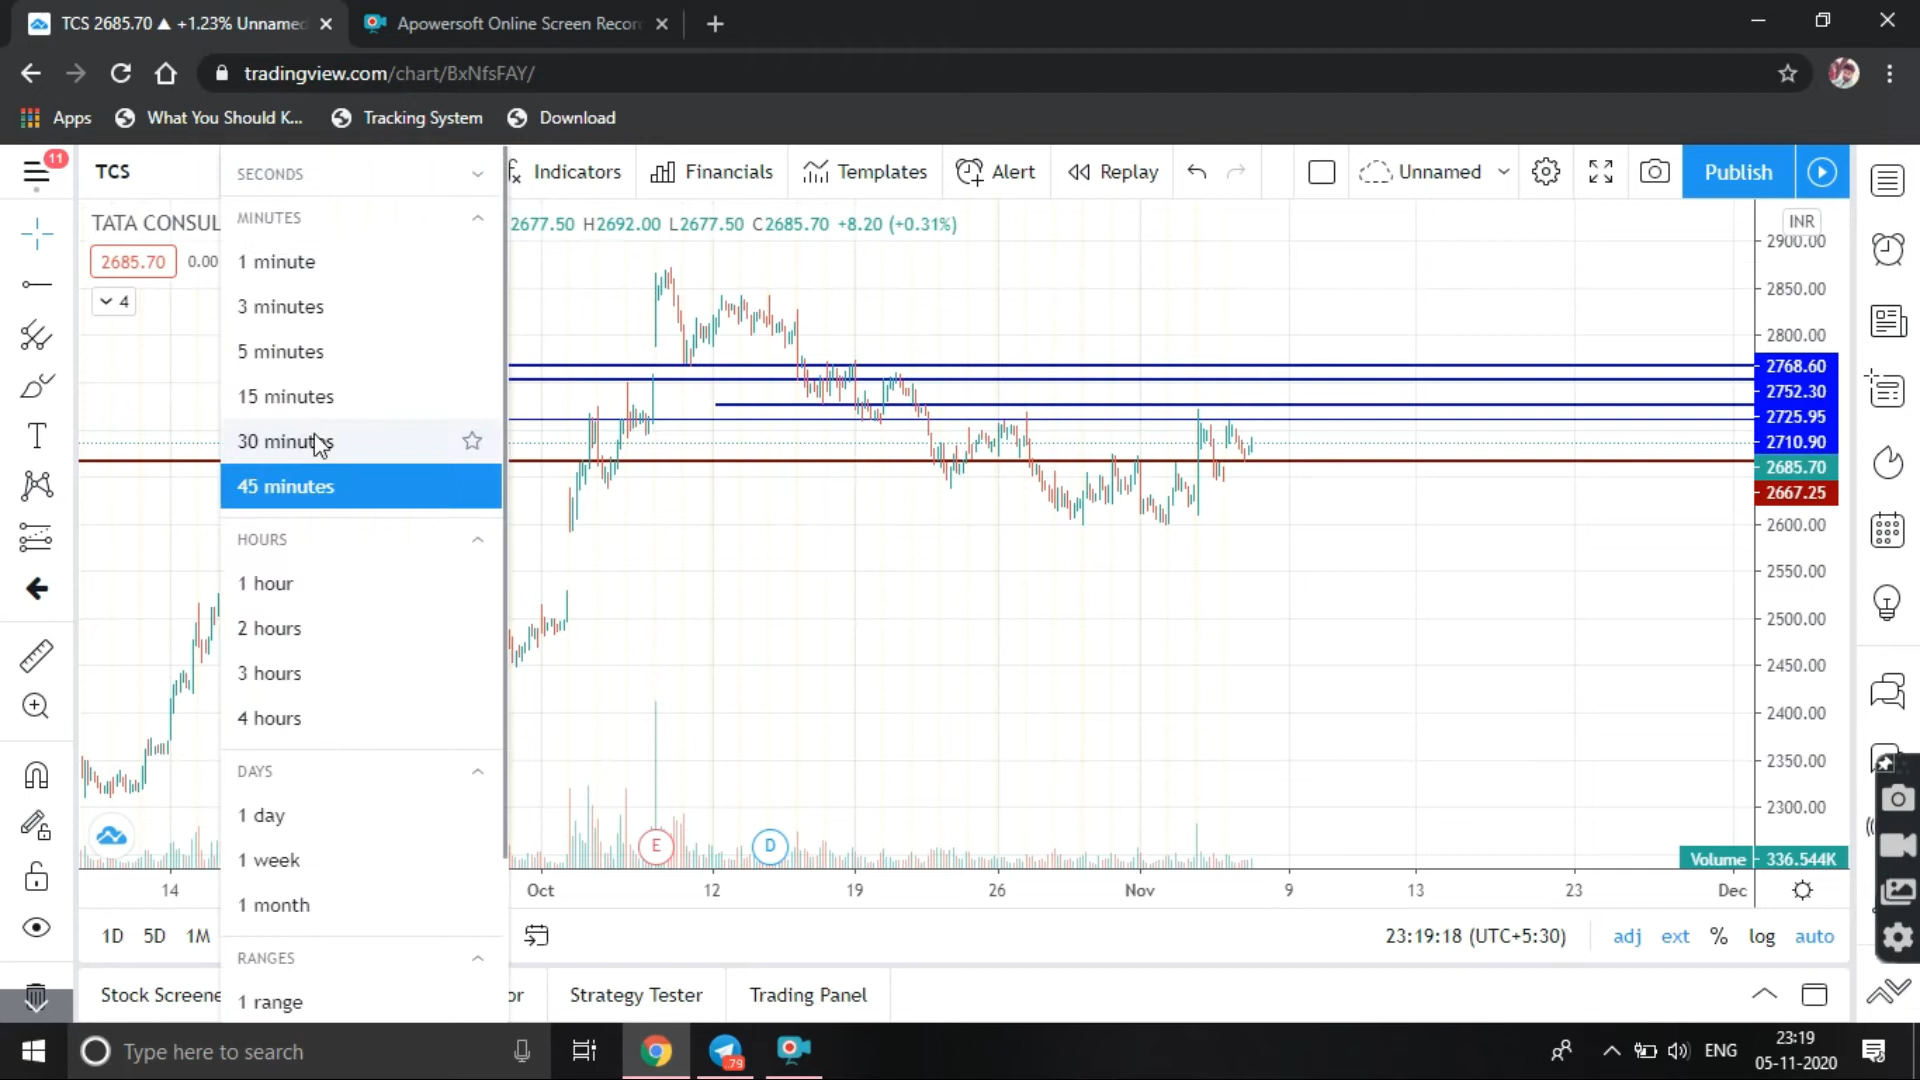 TCS 2685.70 ▲ +1.23% Unnamed
Apowersoft Online Screen Recor
tradingview.com/chart/BxNfsFAY/
Apps
What You Should K...
Tracking System
Download
11
TCS
SECONDS
Indicators
Financials
Templates
Alert
Replay
Unnamed
Publish
TATA CONSUL
2677.50 H2692.00 L2677.50 C2685.70 +8.20 (+0.31%)
2685.70
0.00
4
MINUTES
1 minute
3 minutes
5 minutes
15 minutes
30 minutes
45 minutes
HOURS
1 hour
2 hours
3 hours
4 hours
DAYS
1 day
1 week
1 month
RANGES
1 range
INR
2900.00
2850.00
2800.00
2768.60
2752.30
2725.95
2710.90
2685.70
2667.25
2600.00
2550.00
2500.00
2450.00
2400.00
2350.00
2300.00
E
D
Volume 336.544K
14
Oct
12
19
26
Nov
9
13
23
Dec
1D 5D 1M
23:19:18 (UTC+5:30)
adj ext % log auto
Stock Screene
or
Strategy Tester
Trading Panel
Type here to search
79
ENG
23:19
05-11-2020